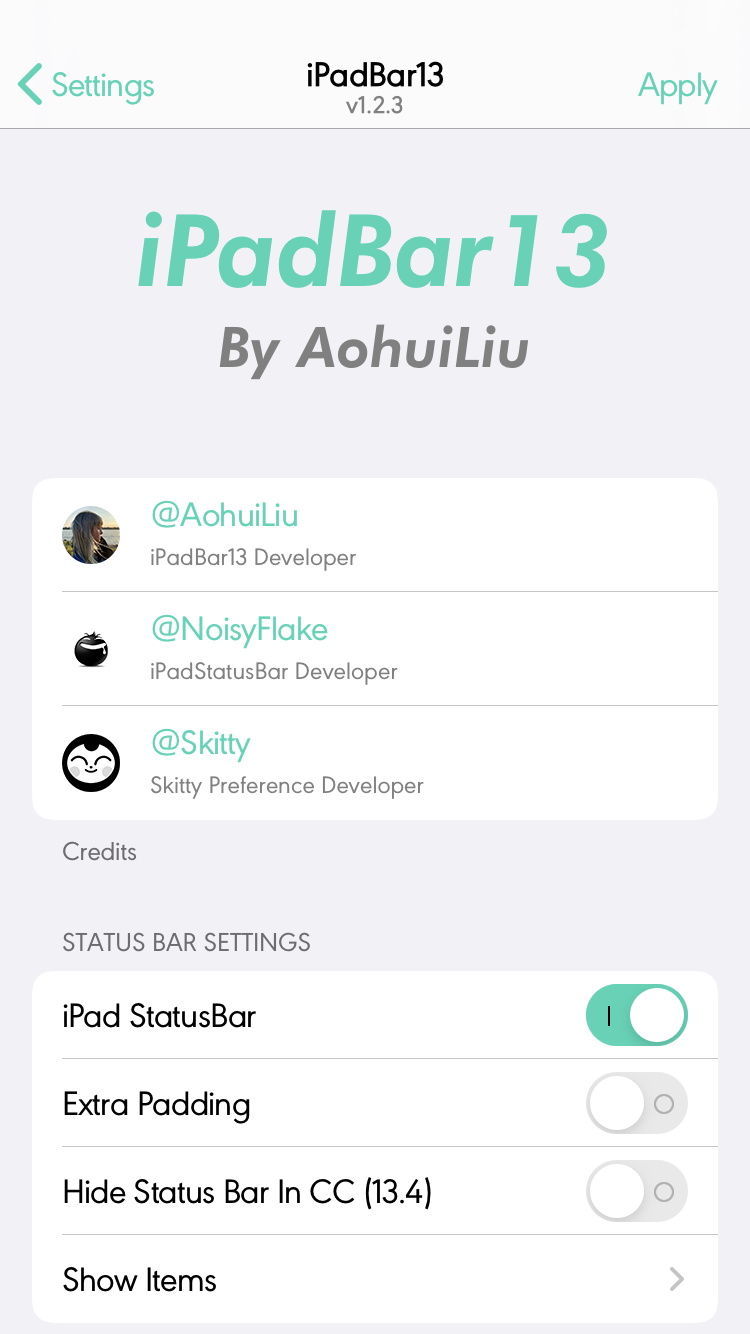 Settings
iPadBar13
v1.2.3
Apply
iPadBar13
By AohuiLiu
@AohuiLiu
iPadBar13 Developer
@NoisyFlake
iPadStatusBar Developer
@Skitty
Skitty Preference Developer
Credits
STATUS BAR SETTINGS
iPad StatusBar
Extra Padding
Hide Status Bar In CC (13.4)
Show Items